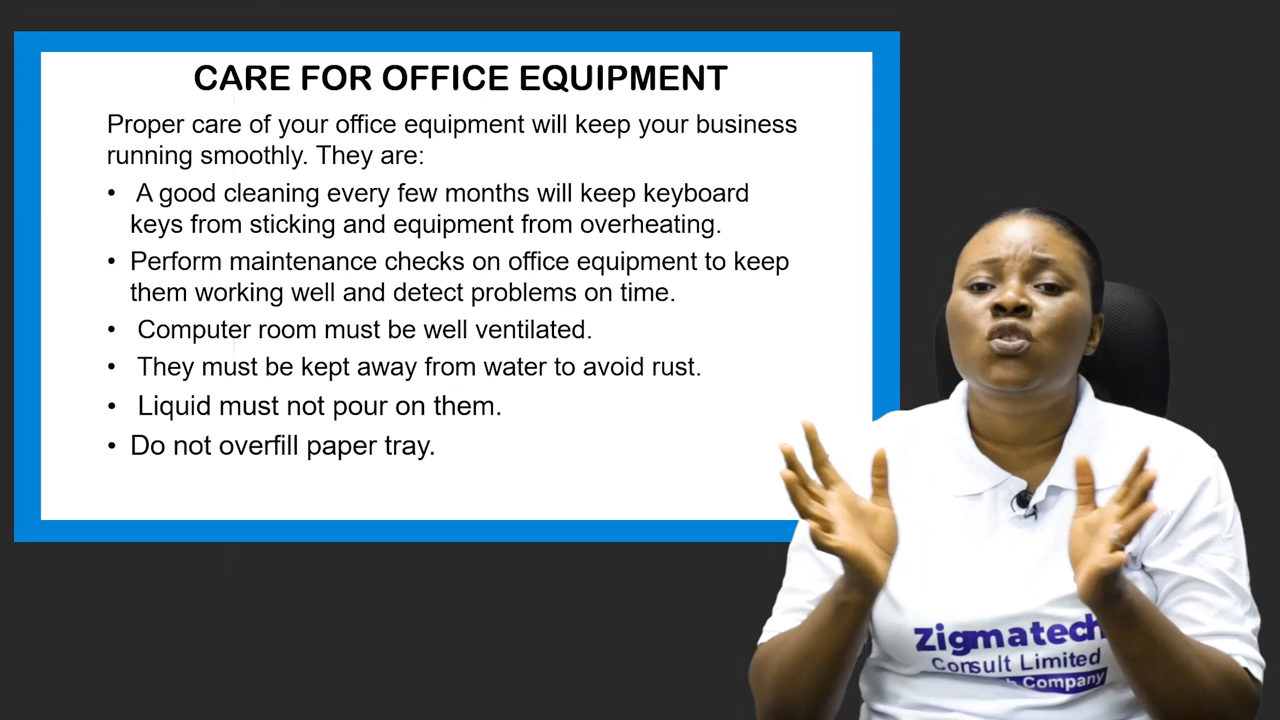 CARE FOR OFFICE EQUIPMENT
Proper care of your office equipment will keep your business
running smoothly. They are:
• A good cleaning every few months will keep keyboard
keys from sticking and equipment from overheating.
• Perform maintenance checks on office equipment to keep
them working well and detect problems on time.
• Computer room must be well ventilated.
• They must be kept away from water to avoid rust.
• Liquid must not pour on them.
• Do not overfill paper tray.
Zigmatech
Consult Limited
Company